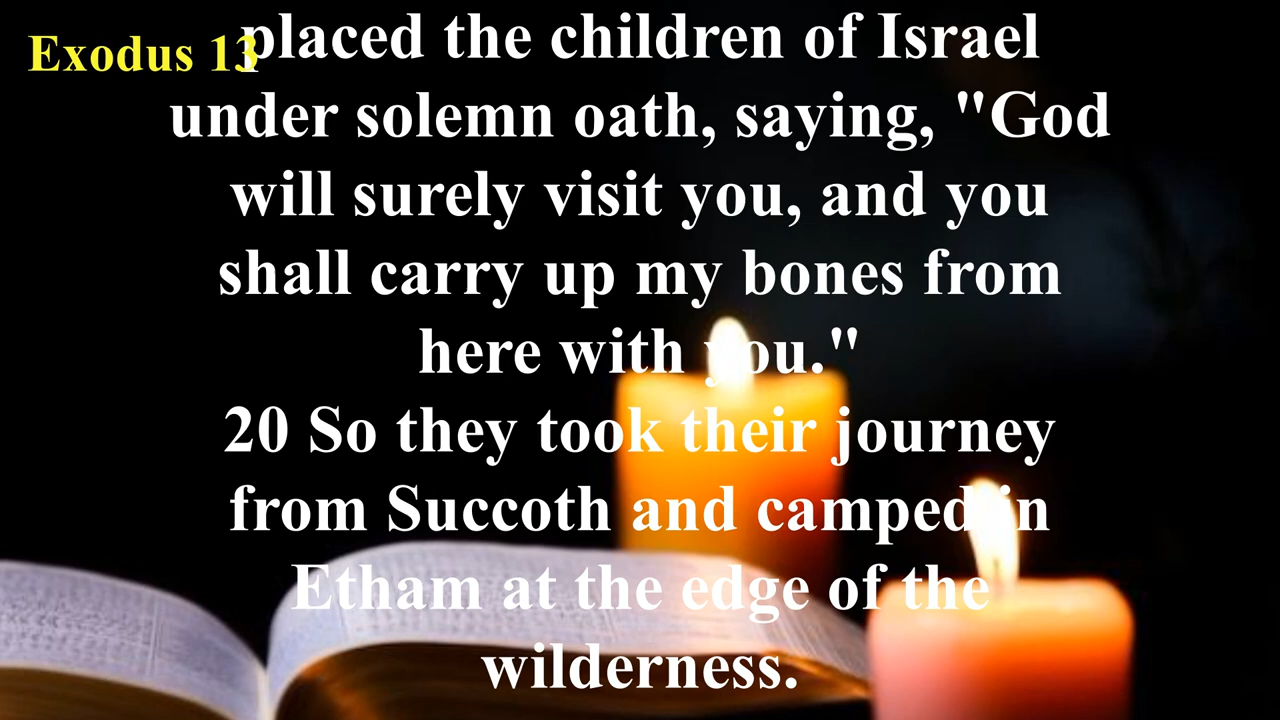 Exodus 13
placed the children of Israel
under solemn oath, saying, "God
will surely visit you, and you
shall carry up my bones from
here with you."
20 So they took their journey
from Succoth and camped in
Etham at the edge of the
wilderness.